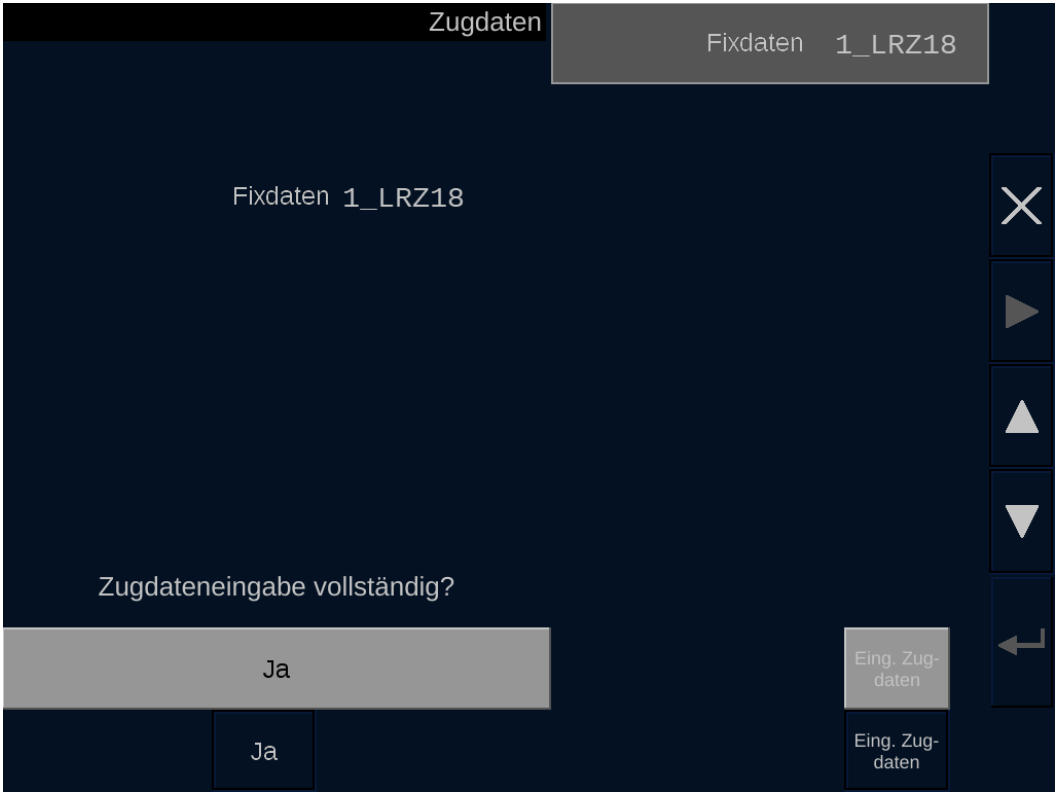 Zugdaten
Fixdaten 1_LRZ18
Fixdaten 1_LRZ18
Zugdateneingabe vollständig?
Ja
Eing. Zug-
daten
Ja
Eing. Zug-
daten